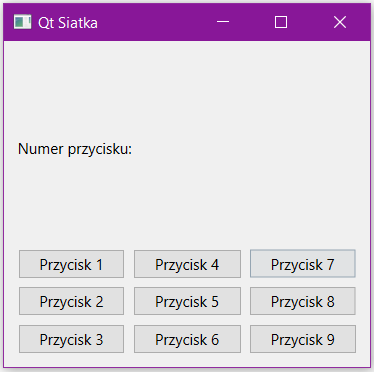 Qt Siatka
Numer przycisku:
Przycisk 1 Przycisk 4 Przycisk 7
Przycisk 2 Przycisk 5 Przycisk 8
Przycisk 3 Przycisk 6 Przycisk 9